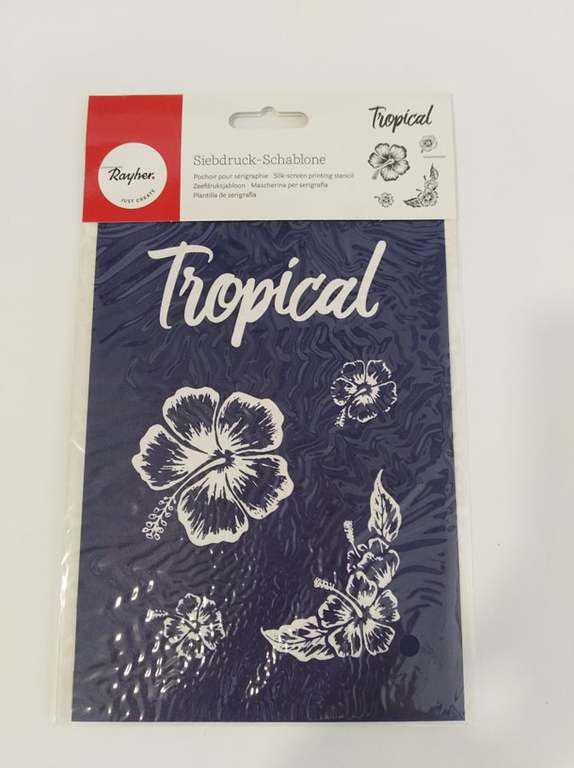 Rayher.
JUST CREATE
Siebdruck-Schablone
Pochoir pour sérigraphie · Silk-screen printing stencil
Zeefdruksjabloon · Mascherina per serigrafia
Plantilla de serigrafía
Tropical
Tropical